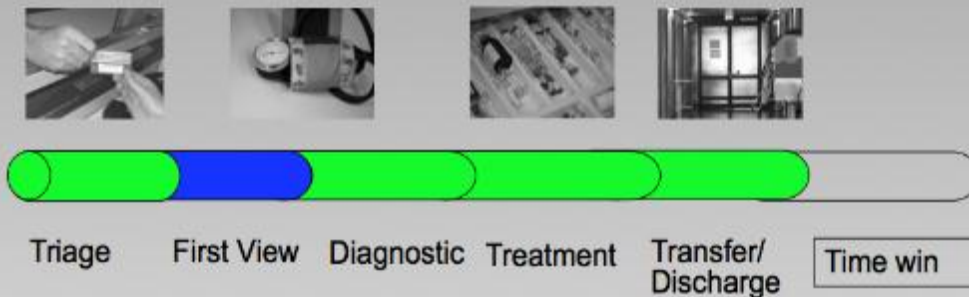 Triage
First View
Diagnostic
Treatment
Transfer/
Discharge
Time win